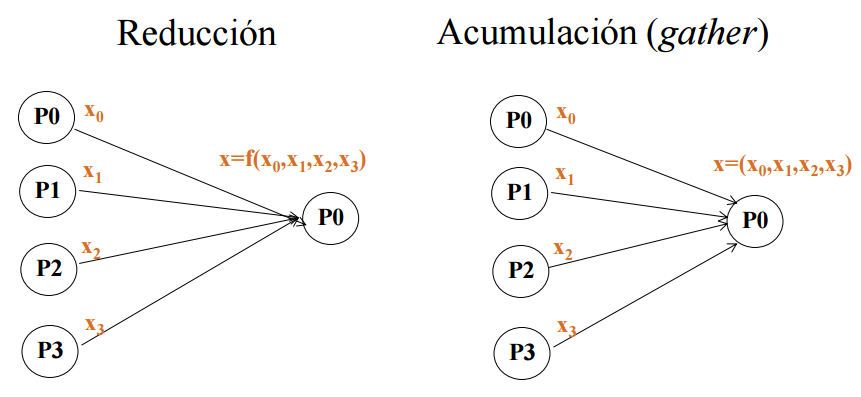 Reducción
P0 x₀
P1 x₁
P2 x₂
P3 x₃
x=f(x₀,x₁,x₂,x₃)
P0
Acumulación (gather)
P0 x₀
P1 x₁
P2 x₂
P3 x₃
x=(x₀,x₁,x₂,x₃)
P0